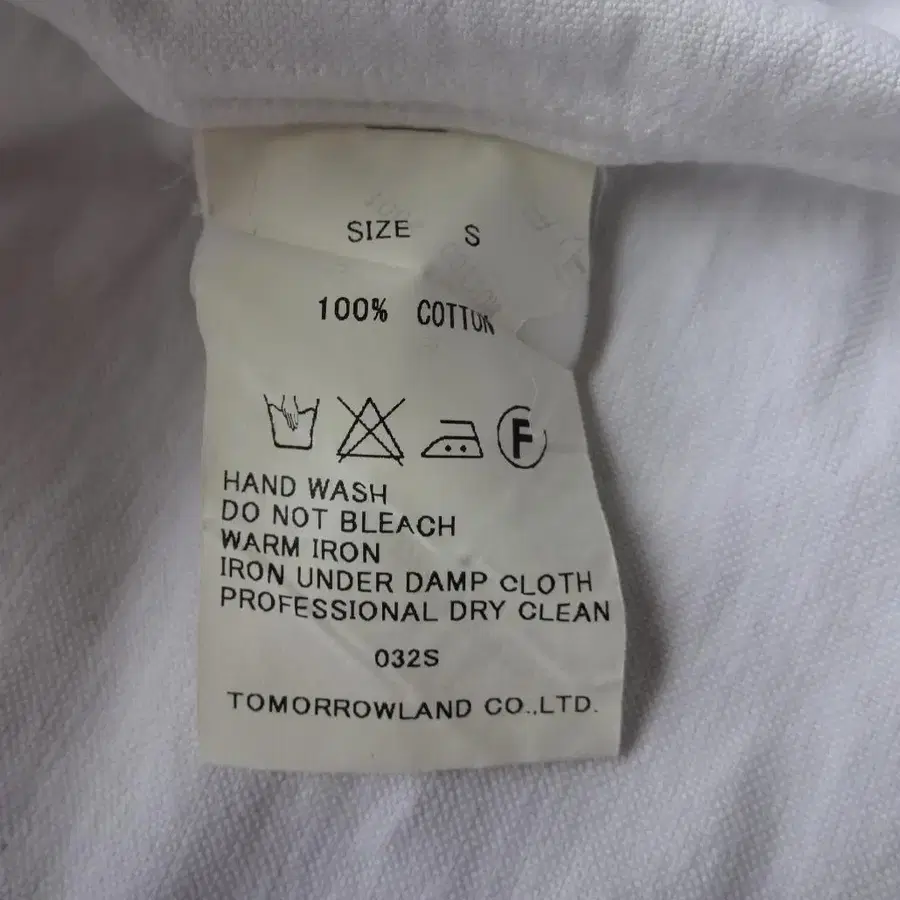 SIZE S
100% COTTON
F
HAND WASH
DO NOT BLEACH
WARM IRON
IRON UNDER DAMP CLOTH
PROFESSIONAL DRY CLEAN
032S
TOMORROWLAND CO.,LTD.